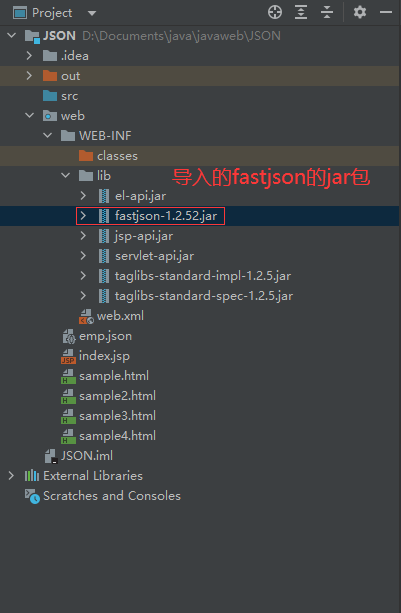 Project
JSON D:\Documents\java\javaweb\JSON
.idea
out
src
web
WEB-INF
classes
lib
导入的fastjson的jar包
el-api.jar
fastjson-1.2.52.jar
jsp-api.jar
servlet-api.jar
taglibs-standard-impl-1.2.5.jar
taglibs-standard-spec-1.2.5.jar
web.xml
emp.json
JSP
index.jsp
H
sample.html
H
sample2.html
H
sample3.html
H
sample4.html
JSON.iml
External Libraries
Scratches and Consoles